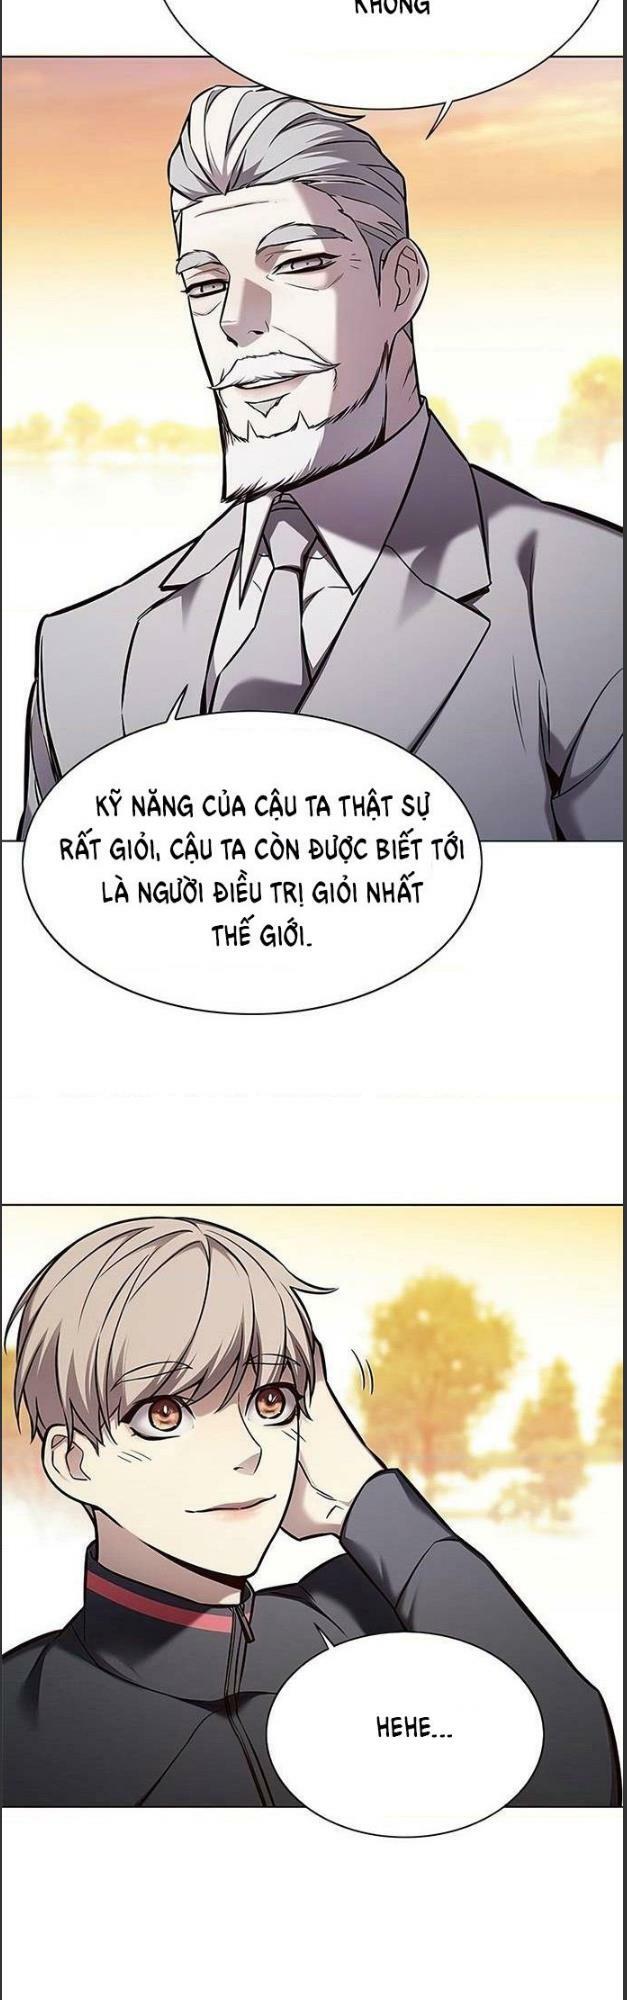 KHÔNG
KỸ NĂNG CỦA CẬU TA THẬT SỰ
RẤT GIỎI, CẬU TA CÒN ĐƯỢC BIẾT TỚI
LÀ NGƯỜI ĐIỀU TRỊ GIỎI NHẤT
THẾ GIỚI.
HEHE...